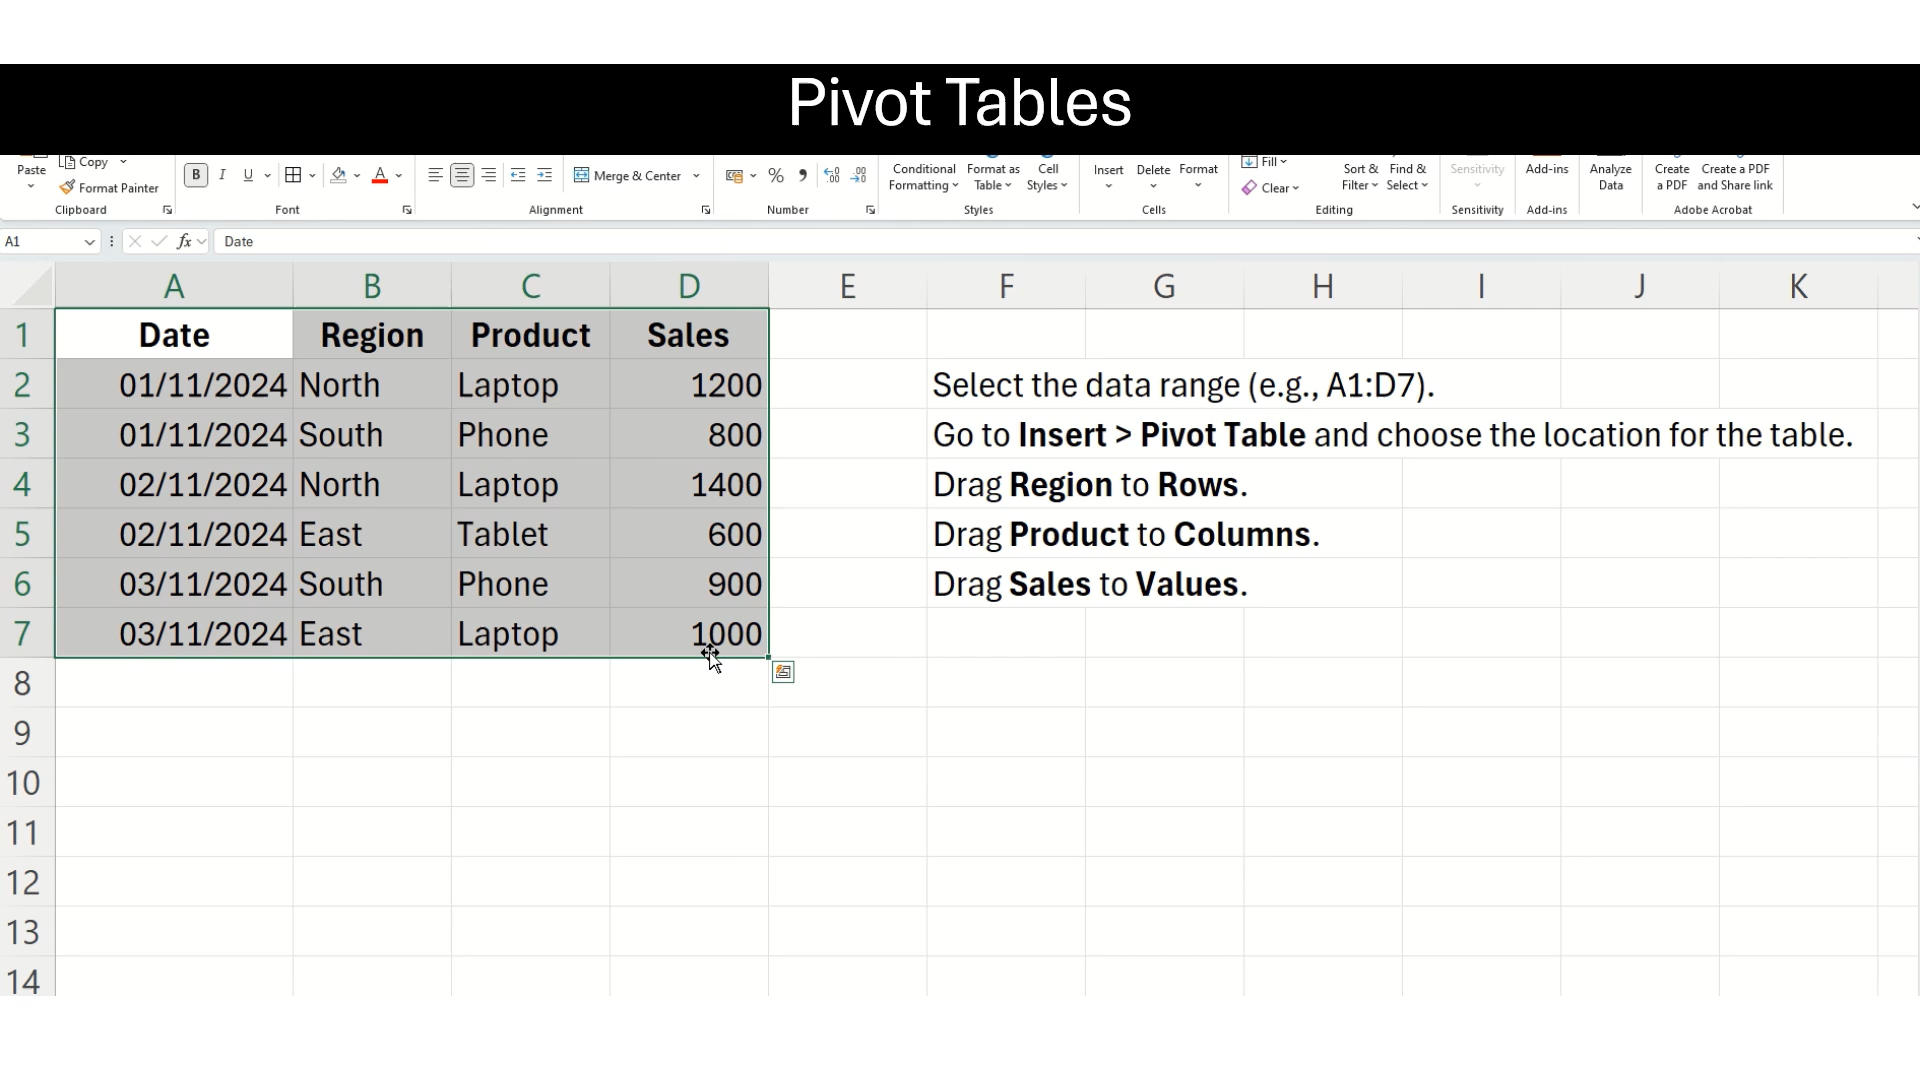 Pivot Tables
Paste Copy Format Painter Clipboard
B I U A Font
Merge & Center Alignment
% , Number
Conditional Formatting Format as Table Cell Styles Styles
Insert Delete Format Cells
Fill Clear Sort & Filter Find & Select Editing
Sensitivity Sensitivity
Add-ins Add-ins
Analyze Data
Create a PDF Create a PDF and Share link Adobe Acrobat
A1 fx Date
A B C D E F G H I J K
1 Date Region Product Sales
2 01/11/2024 North Laptop 1200 Select the data range (e.g., A1:D7).
3 01/11/2024 South Phone 800 Go to Insert > Pivot Table and choose the location for the table.
4 02/11/2024 North Laptop 1400 Drag Region to Rows.
5 02/11/2024 East Tablet 600 Drag Product to Columns.
6 03/11/2024 South Phone 900 Drag Sales to Values.
7 03/11/2024 East Laptop 1000
8
9
10
11
12
13
14